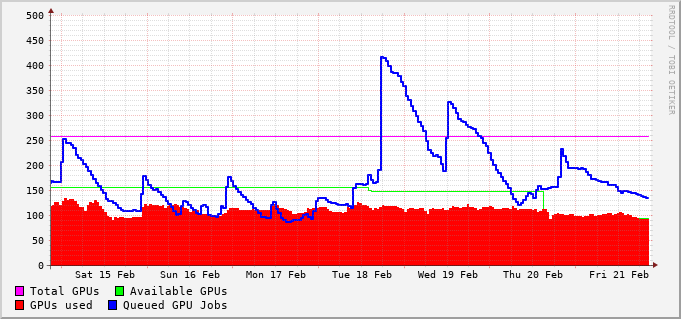 500
450
400
350
300
250
200
150
100
50
0
Sat 15 Feb Sun 16 Feb Mon 17 Feb Tue 18 Feb Wed 19 Feb Thu 20 Feb Fri 21 Feb
Total GPUs Available GPUs
GPUs used Queued GPU Jobs
RRDTOOL / TOBI OETIKER